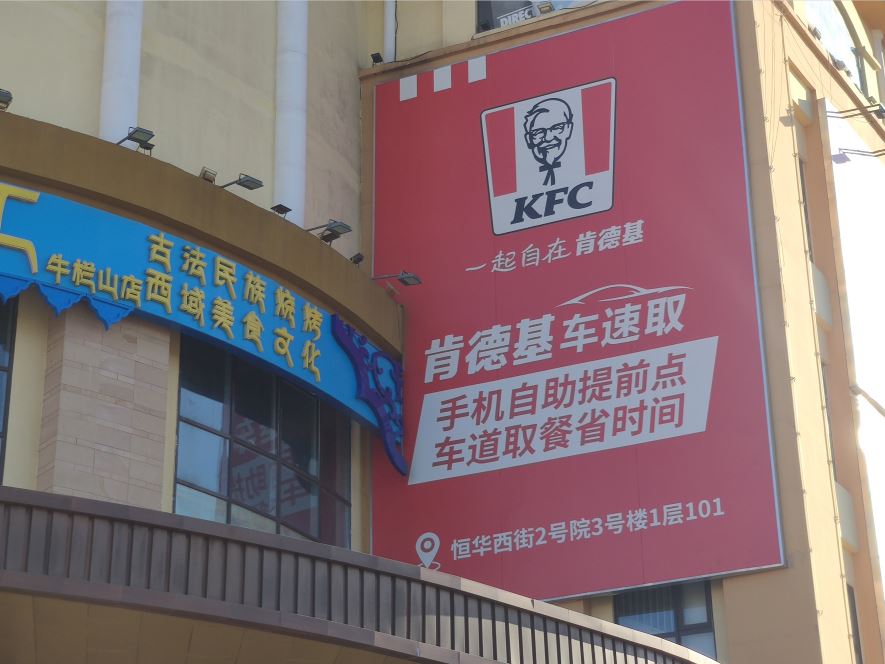 DIRECT
KFC
一起自在肯德基
肯德基车速取
手机自助提前点
车道取餐省时间
恒华西街2号院3号楼1层101
古法民族烧烤
牛栏山店西域美食文化